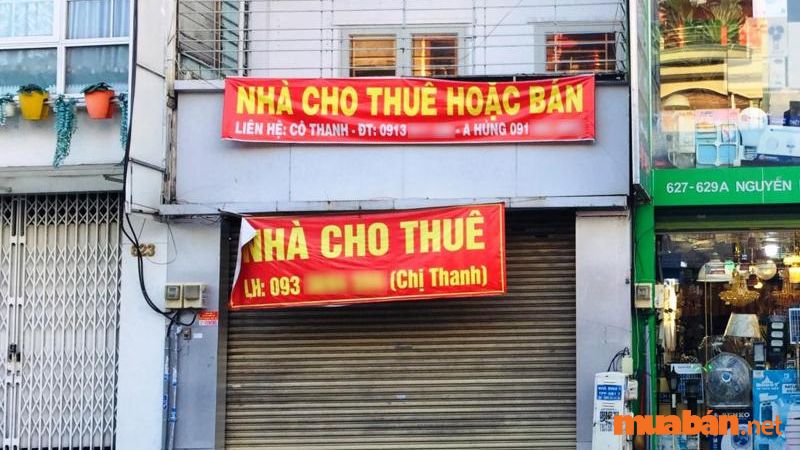 NHÀ CHO THUÊ HOẶC BÁN
LIÊN HỆ: CÔ THANH - ĐT: 0913 - A HÙNG 091
627-629A NGUYỄN
NHÀ CHO THUÊ
LH: 093 (Chị Thanh)
623
muaban.net